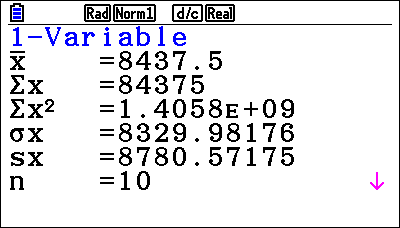 Rad Norm1 d/c Real
1-Variable
x̅ =8437.5
Σx =84375
Σx² =1.4058ᴇ+09
σx =8329.98176
sx =8780.57175
n =10